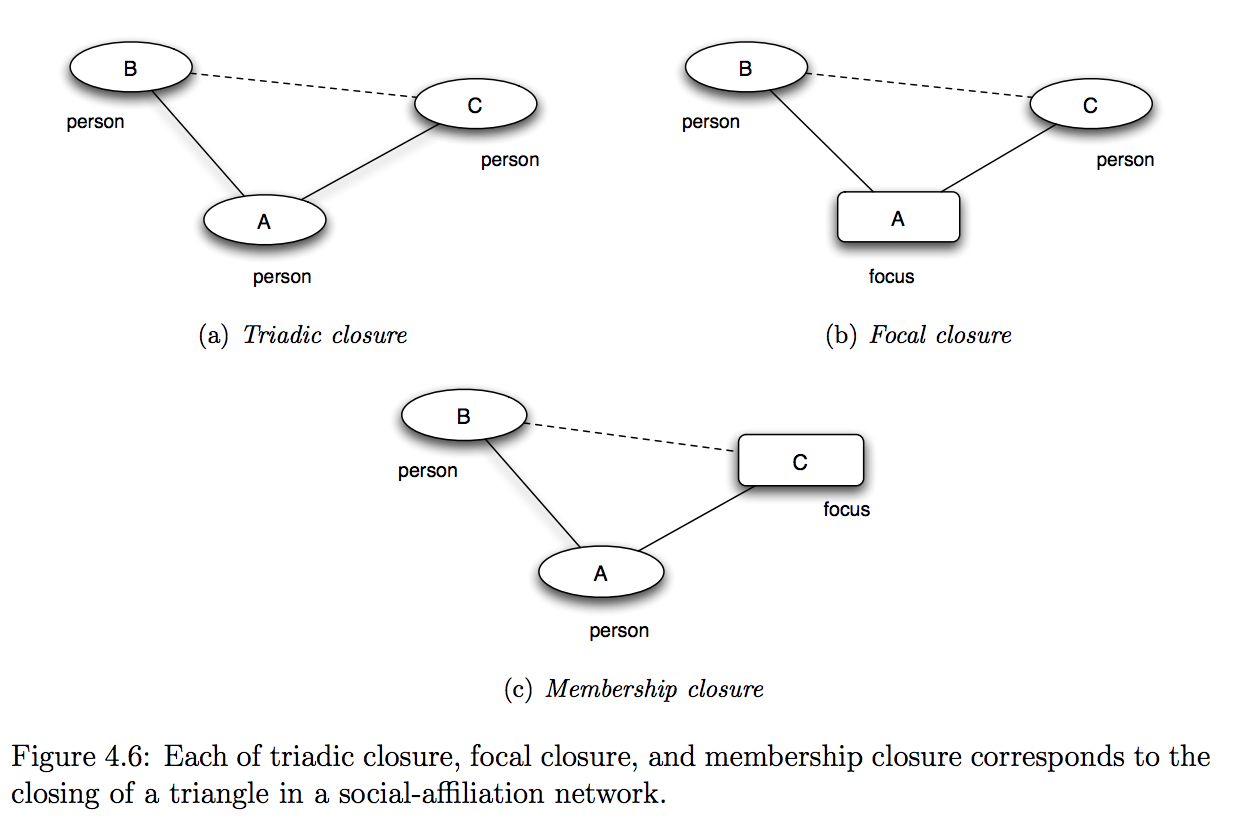 B
C
person
person
A
person
(a) Triadic closure
B
C
person
person
A
focus
(b) Focal closure
B
C
person
focus
A
person
(c) Membership closure
Figure 4.6: Each of triadic closure, focal closure, and membership closure corresponds to the
closing of a triangle in a social-affiliation network.